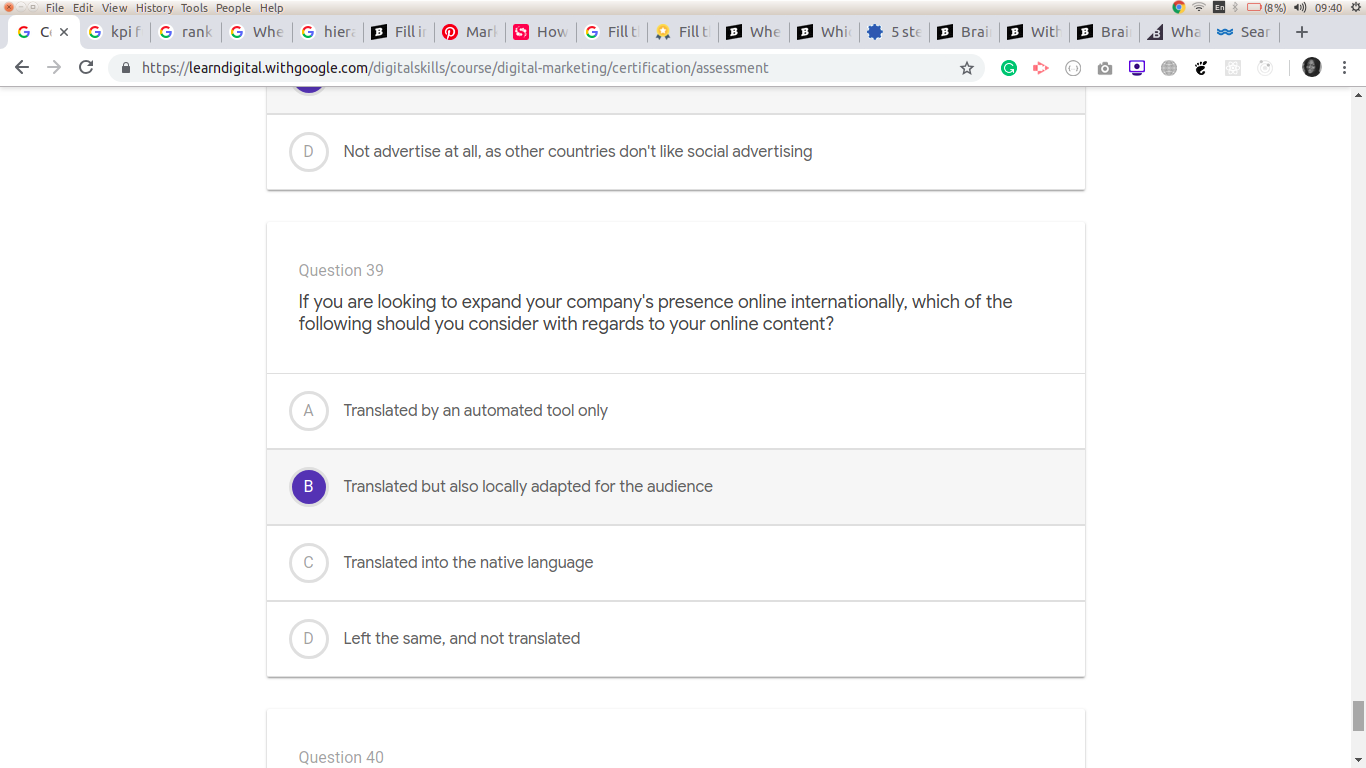 File Edit View History Tools People Help
En (8%) 09:40
C kpi f rank Whe hiera Fill in Mark How Fill t Fill t Whe Whi 5 ste Brai With Brai Wha Sear
https://learndigital.withgoogle.com/digitalskills/course/digital-marketing/certification/assessment
D Not advertise at all, as other countries don't like social advertising
Question 39
If you are looking to expand your company's presence online internationally, which of the
following should you consider with regards to your online content?
A Translated by an automated tool only
B Translated but also locally adapted for the audience
C Translated into the native language
D Left the same, and not translated
Question 40